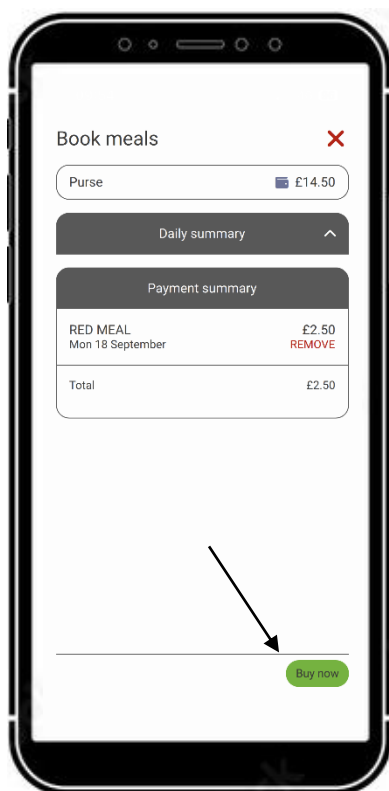 Book meals
Purse £14.50
Daily summary
Payment summary
RED MEAL £2.50
Mon 18 September REMOVE
Total £2.50
Buy now